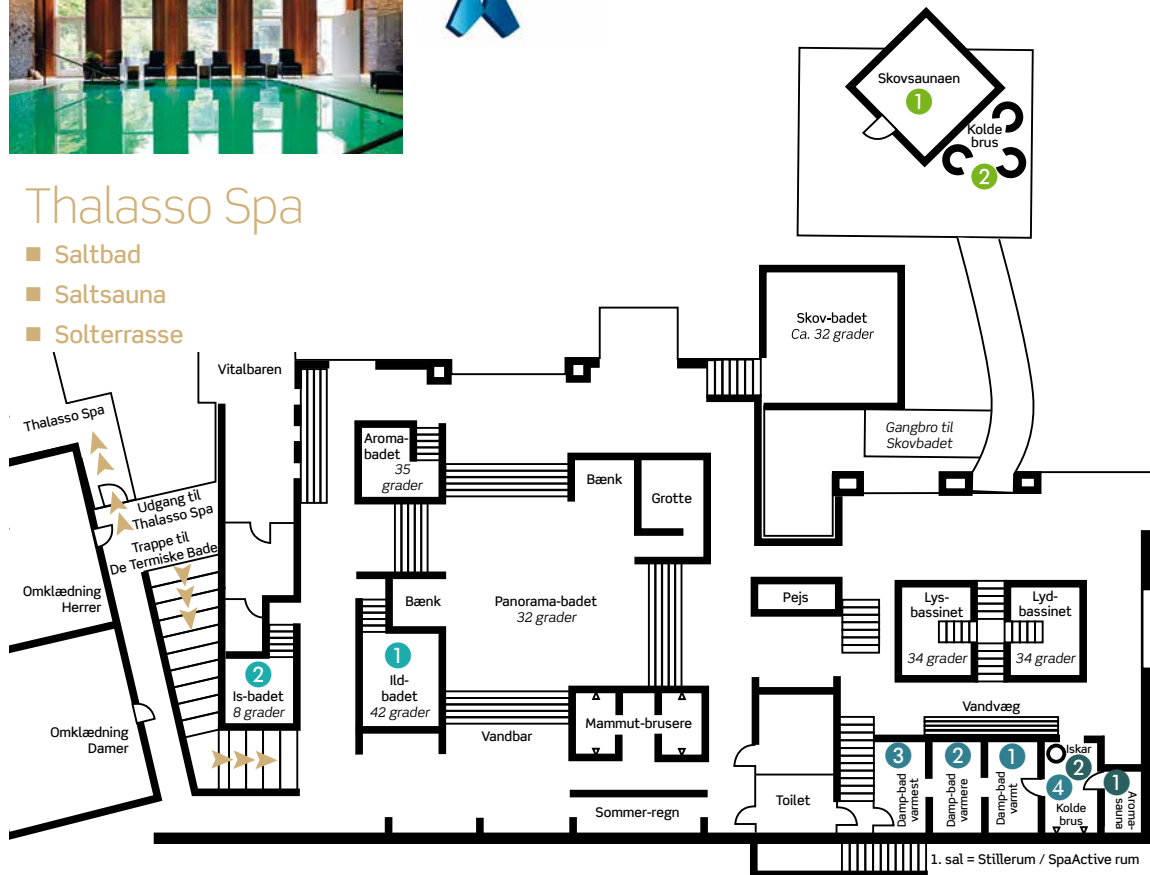 Thalasso Spa
Saltbad
Saltsauna
Solterrasse
Skovsaunaen
1
Kolde
brus
2
Skov-badet
Ca. 32 grader
Gangbro til
Skovbadet
Vitalbaren
Thalasso Spa
Udgang til
Thalasso Spa
Trappe til
De Termiske Bade
Omklædning
Herrer
Omklædning
Damer
Aroma-
badet
35
grader
Bænk
Grotte
Bænk
Panorama-badet
32 grader
1
Ild-
badet
42 grader
2
Is-badet
8 grader
Vandbar
Mammut-brusere
Sommer-regn
Pejs
Lys-
bassinet
34 grader
Lyd-
bassinet
34 grader
Vandvæg
Toilet
3
Damp-bad
varmest
2
Damp-bad
varmere
1
Damp-bad
varmt
Iskar
2
4
Kolde
brus
1
Aroma-
sauna
1. sal = Stillerum / SpaActive rum